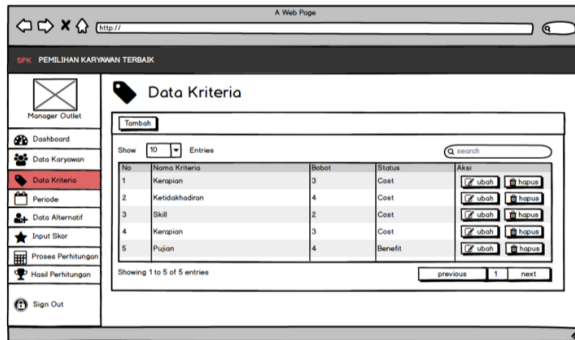 A Web Page
http://
SPK PEMILIHAN KARYAWAN TERBAIK
Manager Outlet
Dashboard
Data Karyawan
Data Kriteria
Periode
Data Alternatif
Input Skor
Proses Perhitungan
Hasil Perhitungan
Sign Out
Data Kriteria
Tambah
Show 10 Entries
search
No Nama Kriteria Bobot Status Aksi
1 Kerapian 3 Cost ubah hapus
2 Ketidakhadiran 4 Cost ubah hapus
3 Skill 2 Cost ubah hapus
4 Kerapian 3 Cost ubah hapus
5 Pujian 4 Benefit ubah hapus
Showing 1 to 5 of 5 entries
previous 1 next